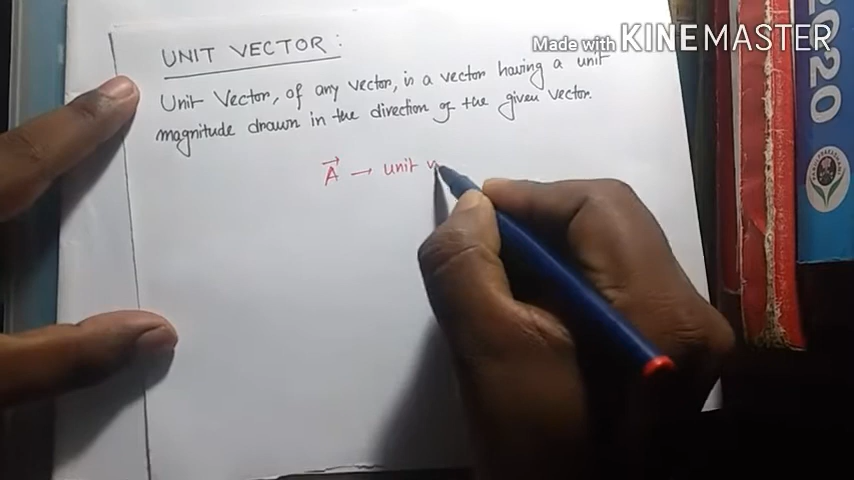 Made with KINEMASTER
UNIT VECTOR :
Unit Vector, of any vector, is a vector having a unit
magnitude drawn in the direction of the given vector.
A⃗ → unit v
2020